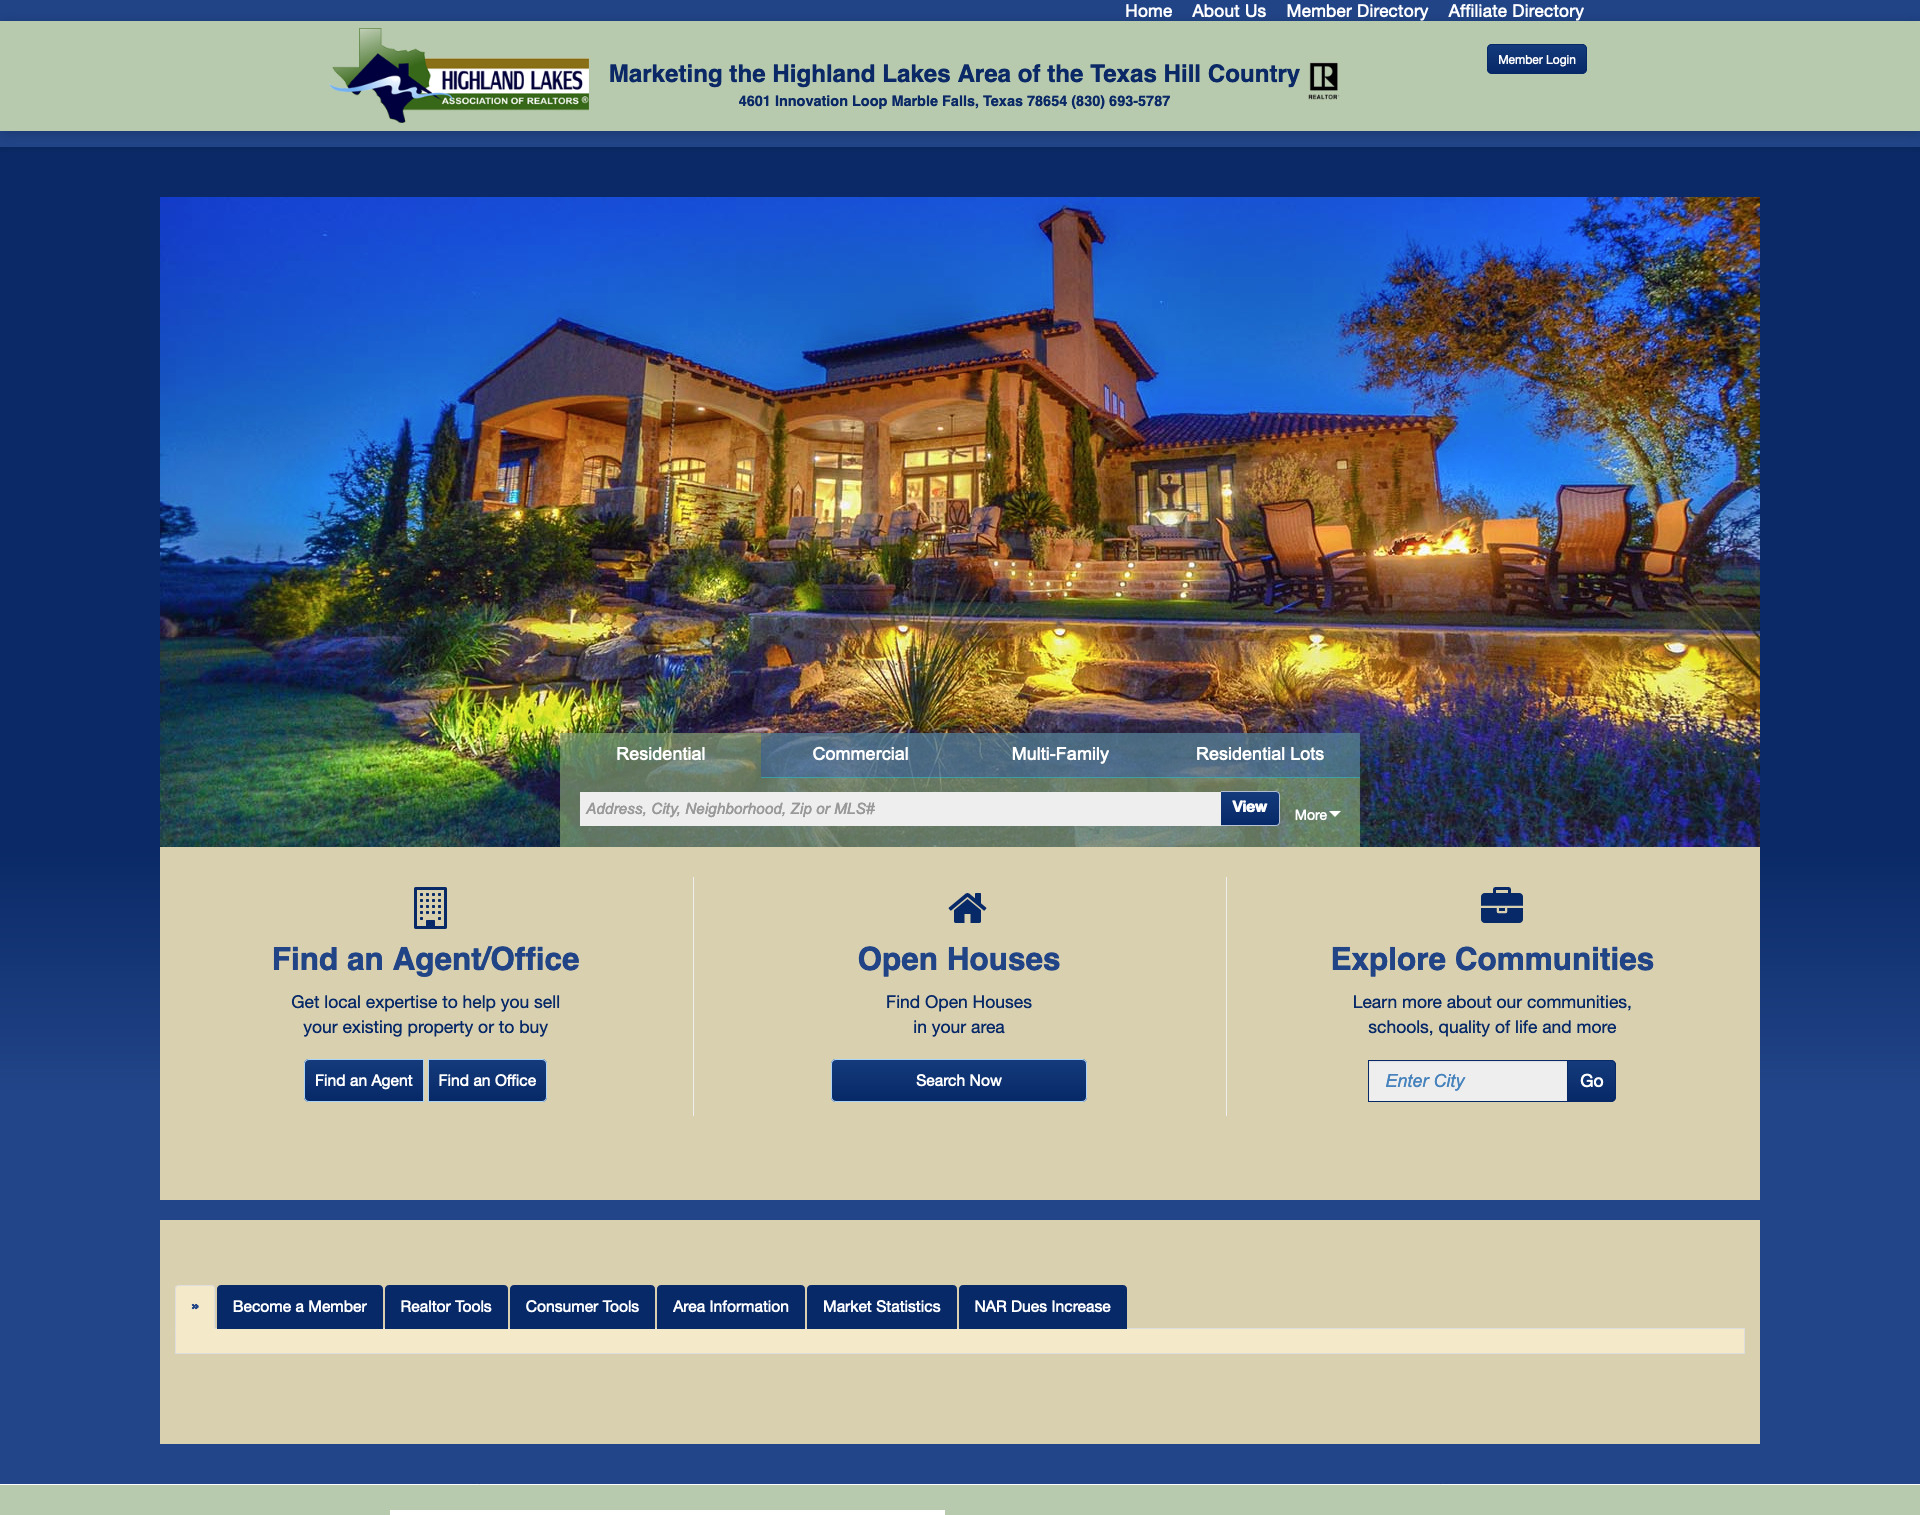 Home About Us Member Directory Affiliate Directory
HIGHLAND LAKES
ASSOCIATION OF REALTORS ®
Marketing the Highland Lakes Area of the Texas Hill Country
REALTOR
4601 Innovation Loop Marble Falls, Texas 78654 (830) 693-5787
Member Login
Residential Commercial Multi-Family Residential Lots
Address, City, Neighborhood, Zip or MLS# View More
Find an Agent/Office
Get local expertise to help you sell
your existing property or to buy
Find an Agent Find an Office
Open Houses
Find Open Houses
in your area
Search Now
Explore Communities
Learn more about our communities,
schools, quality of life and more
Enter City Go
» Become a Member Realtor Tools Consumer Tools Area Information Market Statistics NAR Dues Increase